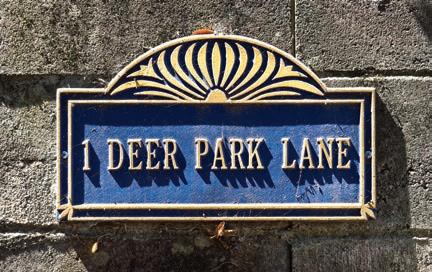 1 DEER PARK LANE